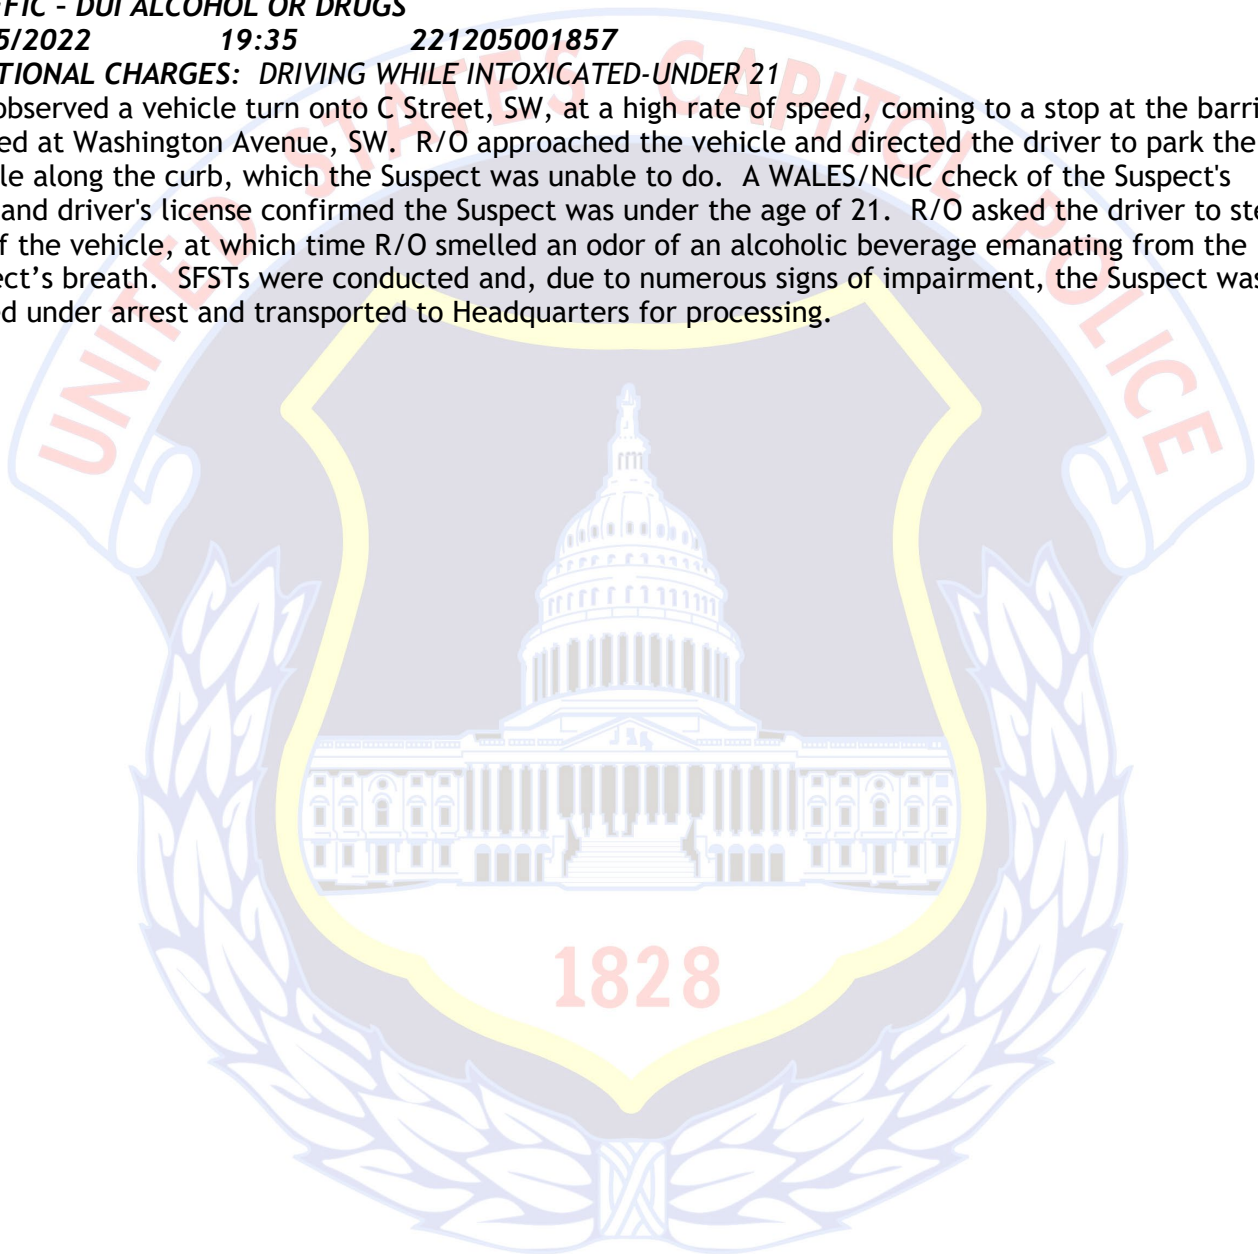 FIC – DUI ALCOHOL OR DRUGS
5/2022 19:35 221205001857
TIONAL CHARGES: DRIVING WHILE INTOXICATED-UNDER 21
observed a vehicle turn onto C Street, SW, at a high rate of speed, coming to a stop at the barri
ed at Washington Avenue, SW. R/O approached the vehicle and directed the driver to park the
le along the curb, which the Suspect was unable to do. A WALES/NCIC check of the Suspect's
and driver's license confirmed the Suspect was under the age of 21. R/O asked the driver to ste
f the vehicle, at which time R/O smelled an odor of an alcoholic beverage emanating from the
ect’s breath. SFSTs were conducted and, due to numerous signs of impairment, the Suspect was
ed under arrest and transported to Headquarters for processing.
UNITED STATES CAPITOL POLICE
1828